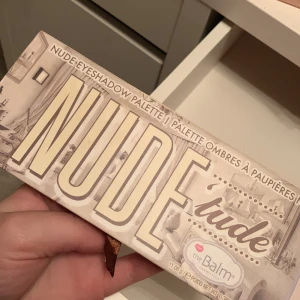 NUDE EYESHADOW PALETTE | PALETTE OMBRES À PAUPIÈRES
NUDE
'tude
theBalm